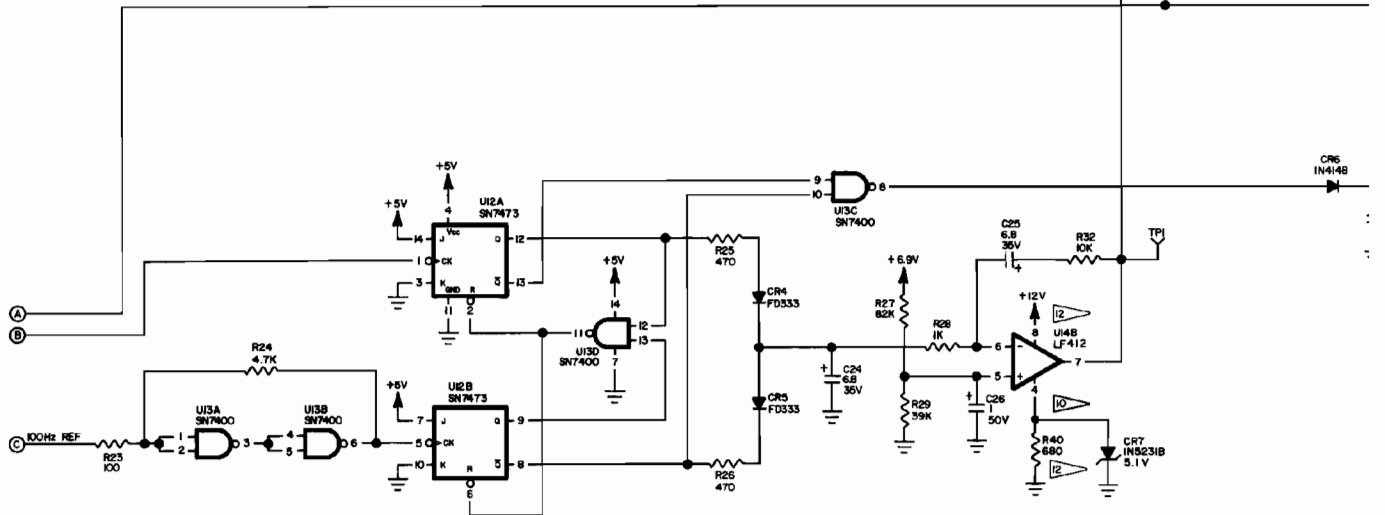 +5V
U12A
SN7473
+5V
4
Vcc
14
J
Q
12
1
CK
3
K
GND
R
Q̅
13
11
2
9
10
8
U13C
SN7400
CR6
1N4148
R25
470
+5V
14
12
13
11
U13D
SN7400
7
CR4
FD333
+6.9V
R27
82K
R28
1K
C25
6.8
35V
+
R32
10K
TP1
+12V
12
8
U14B
LF412
6
-
7
5
+
4
+
C24
6.8
35V
R29
39K
+
C26
1
50V
10
R40
680
12
CR7
1N5231B
5.1V
A
B
R24
4.7K
U13A
SN7400
U13B
SN7400
C
100Hz REF
R23
100
1
2
3
4
5
6
+5V
U12B
SN7473
7
J
Q
9
5
CK
10
K
R
Q̅
8
6
CR5
FD333
R26
470